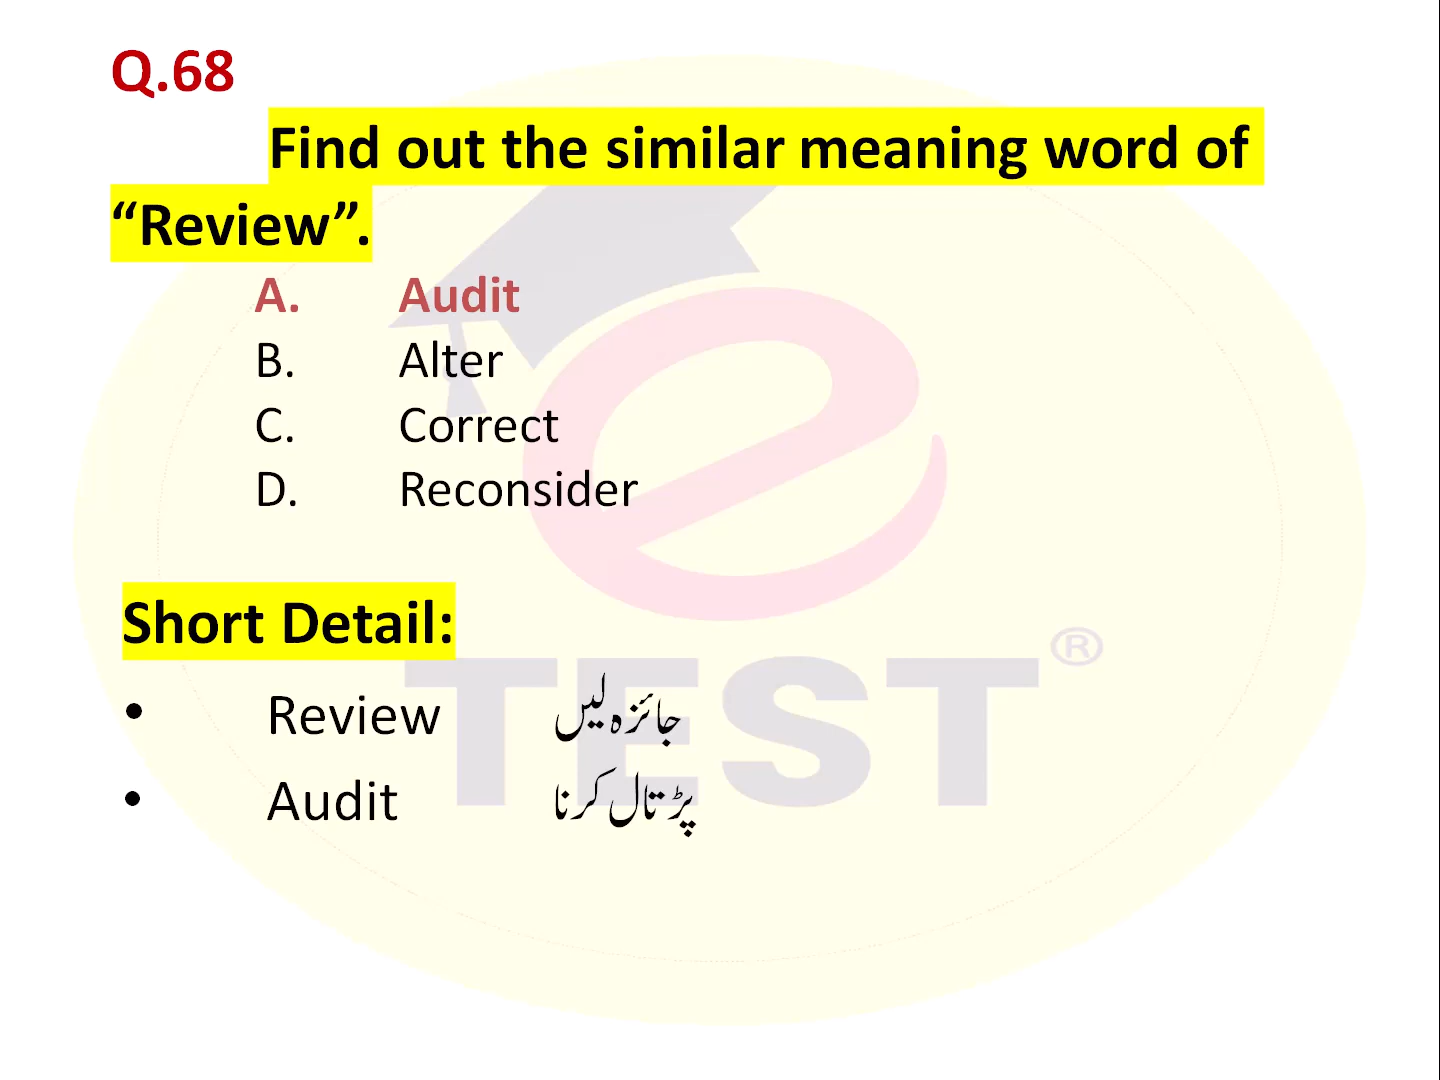 Q.68
Find out the similar meaning word of
“Review”.
A. Audit
B. Alter
C. Correct
D. Reconsider
Short Detail:
• Review جائزہ لیں
• Audit پڑتال کرنا
e
TEST ®